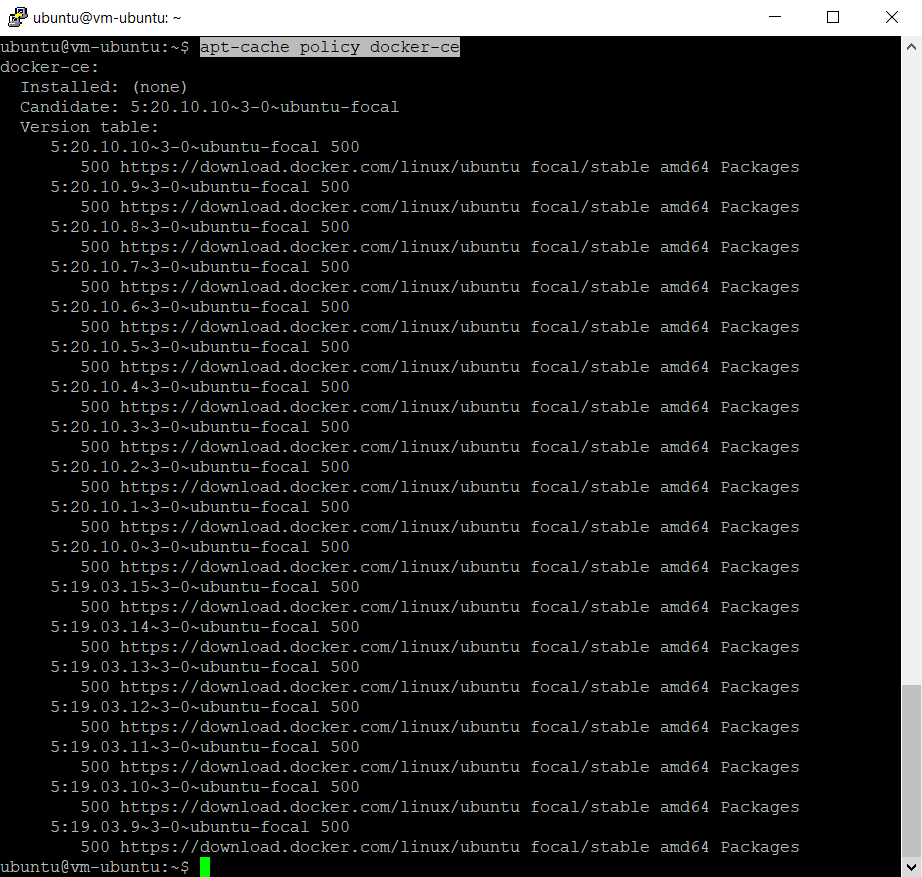 ubuntu@vm-ubuntu: ~
ubuntu@vm-ubuntu:~$ apt-cache policy docker-ce
docker-ce:
  Installed: (none)
  Candidate: 5:20.10.10~3-0~ubuntu-focal
  Version table:
     5:20.10.10~3-0~ubuntu-focal 500
        500 https://download.docker.com/linux/ubuntu focal/stable amd64 Packages
     5:20.10.9~3-0~ubuntu-focal 500
        500 https://download.docker.com/linux/ubuntu focal/stable amd64 Packages
     5:20.10.8~3-0~ubuntu-focal 500
        500 https://download.docker.com/linux/ubuntu focal/stable amd64 Packages
     5:20.10.7~3-0~ubuntu-focal 500
        500 https://download.docker.com/linux/ubuntu focal/stable amd64 Packages
     5:20.10.6~3-0~ubuntu-focal 500
        500 https://download.docker.com/linux/ubuntu focal/stable amd64 Packages
     5:20.10.5~3-0~ubuntu-focal 500
        500 https://download.docker.com/linux/ubuntu focal/stable amd64 Packages
     5:20.10.4~3-0~ubuntu-focal 500
        500 https://download.docker.com/linux/ubuntu focal/stable amd64 Packages
     5:20.10.3~3-0~ubuntu-focal 500
        500 https://download.docker.com/linux/ubuntu focal/stable amd64 Packages
     5:20.10.2~3-0~ubuntu-focal 500
        500 https://download.docker.com/linux/ubuntu focal/stable amd64 Packages
     5:20.10.1~3-0~ubuntu-focal 500
        500 https://download.docker.com/linux/ubuntu focal/stable amd64 Packages
     5:20.10.0~3-0~ubuntu-focal 500
        500 https://download.docker.com/linux/ubuntu focal/stable amd64 Packages
     5:19.03.15~3-0~ubuntu-focal 500
        500 https://download.docker.com/linux/ubuntu focal/stable amd64 Packages
     5:19.03.14~3-0~ubuntu-focal 500
        500 https://download.docker.com/linux/ubuntu focal/stable amd64 Packages
     5:19.03.13~3-0~ubuntu-focal 500
        500 https://download.docker.com/linux/ubuntu focal/stable amd64 Packages
     5:19.03.12~3-0~ubuntu-focal 500
        500 https://download.docker.com/linux/ubuntu focal/stable amd64 Packages
     5:19.03.11~3-0~ubuntu-focal 500
        500 https://download.docker.com/linux/ubuntu focal/stable amd64 Packages
     5:19.03.10~3-0~ubuntu-focal 500
        500 https://download.docker.com/linux/ubuntu focal/stable amd64 Packages
     5:19.03.9~3-0~ubuntu-focal 500
        500 https://download.docker.com/linux/ubuntu focal/stable amd64 Packages
ubuntu@vm-ubuntu:~$